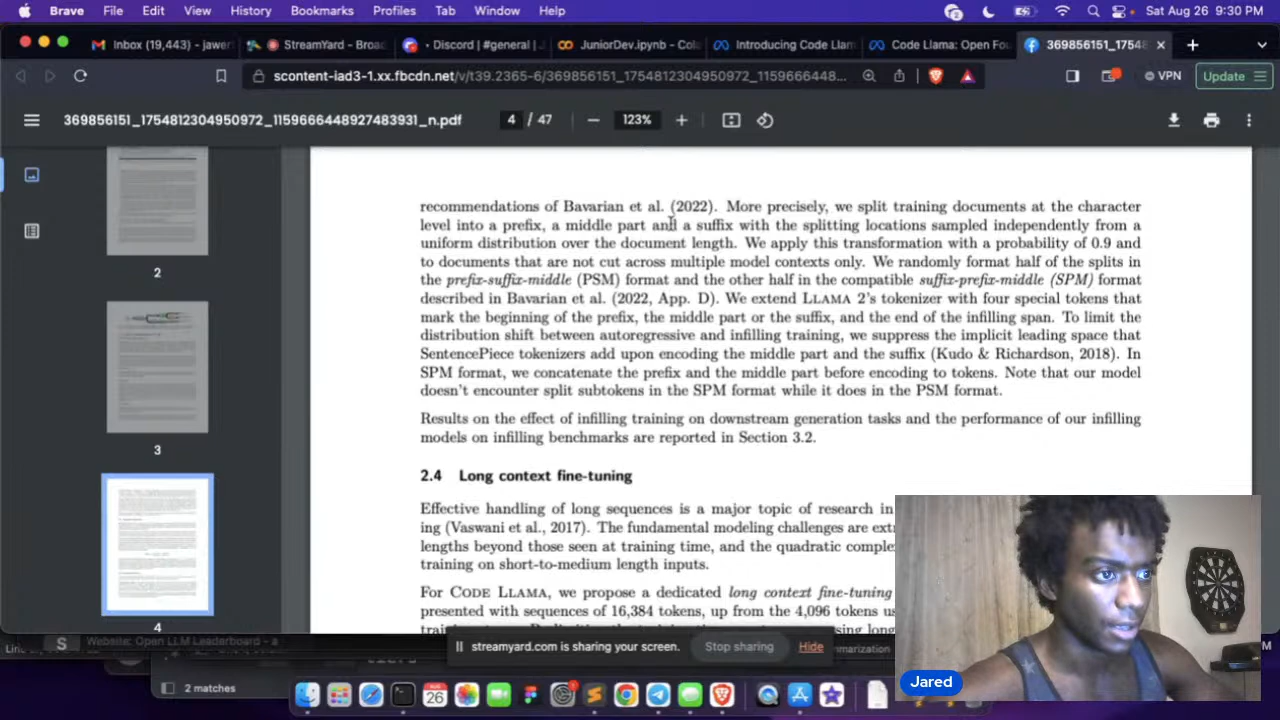 Brave File Edit View History Bookmarks Profiles Tab Window Help Sat Aug 26 9:30 PM
Inbox (19,443) - jawer StreamYard - Broad • Discord | #general | J JuniorDev.ipynb - Cola Introducing Code Llam Code Llama: Open Fou 369856151_17548
scontent-iad3-1.xx.fbcdn.net/v/t39.2365-6/369856151_1754812304950972_1159666448... VPN Update
369856151_1754812304950972_1159666448927483931_n.pdf 4 / 47 123%
recommendations of Bavarian et al. (2022). More precisely, we split training documents at the character
level into a prefix, a middle part and a suffix with the splitting locations sampled independently from a
uniform distribution over the document length. We apply this transformation with a probability of 0.9 and
to documents that are not cut across multiple model contexts only. We randomly format half of the splits in
the prefix-suffix-middle (PSM) format and the other half in the compatible suffix-prefix-middle (SPM) format
described in Bavarian et al. (2022, App. D). We extend LLAMA 2's tokenizer with four special tokens that
mark the beginning of the prefix, the middle part or the suffix, and the end of the infilling span. To limit the
distribution shift between autoregressive and infilling training, we suppress the implicit leading space that
SentencePiece tokenizers add upon encoding the middle part and the suffix (Kudo & Richardson, 2018). In
SPM format, we concatenate the prefix and the middle part before encoding to tokens. Note that our model
doesn't encounter split subtokens in the SPM format while it does in the PSM format.
Results on the effect of infilling training on downstream generation tasks and the performance of our infilling
models on infilling benchmarks are reported in Section 3.2.
2.4 Long context fine-tuning
Effective handling of long sequences is a major topic of research in
ing (Vaswani et al., 2017). The fundamental modeling challenges are ext
lengths beyond those seen at training time, and the quadratic comple
training on short-to-medium length inputs.
For CODE LLAMA, we propose a dedicated long context fine-tuning
presented with sequences of 16,384 tokens, up from the 4,096 tokens us
2
3
4
S Website: Open LLM Leaderboard - a
streamyard.com is sharing your screen. Stop sharing Hide
2 matches
Jared